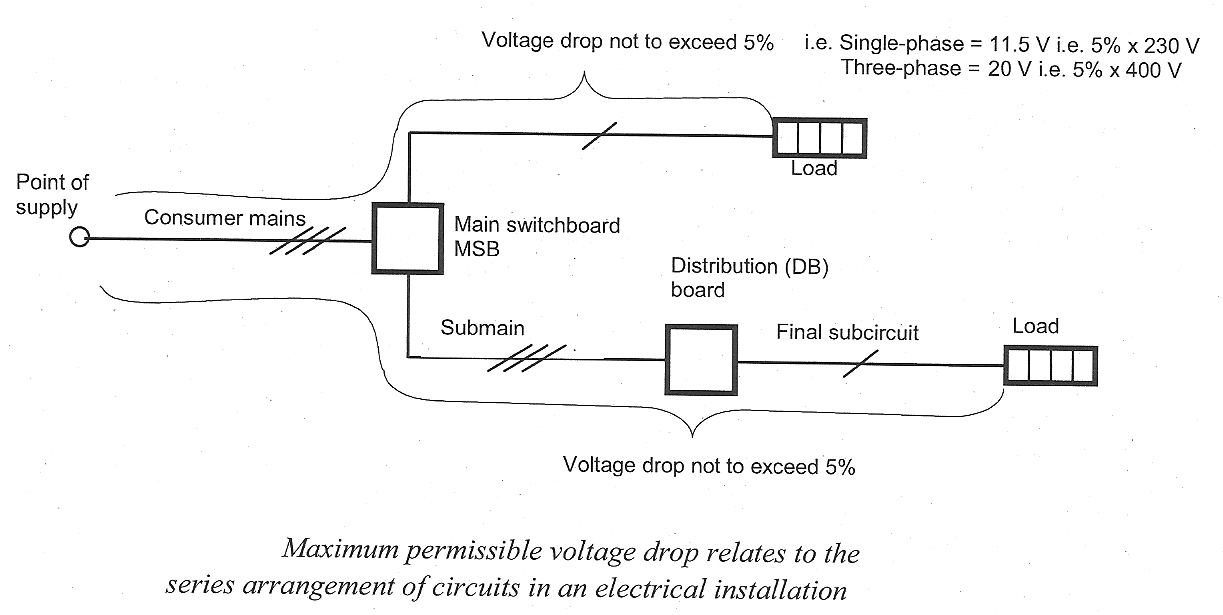 Voltage drop not to exceed 5% i.e. Single-phase = 11.5 V i.e. 5% x 230 V
Three-phase = 20 V i.e. 5% x 400 V
Load
Point of
supply
Consumer mains
Main switchboard
MSB
Distribution (DB)
board
Submain
Final subcircuit
Load
Voltage drop not to exceed 5%
Maximum permissible voltage drop relates to the
series arrangement of circuits in an electrical installation